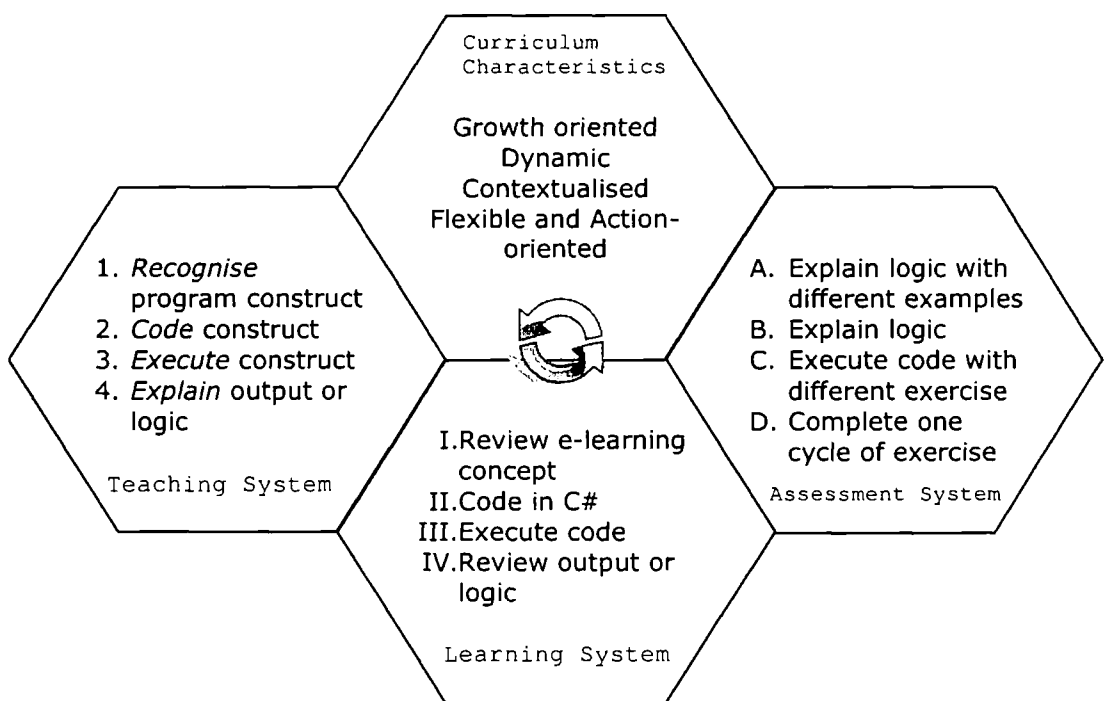 Curriculum
Characteristics
Growth oriented
Dynamic
Contextualised
Flexible and Action-
oriented
1. Recognise
program construct
2. Code construct
3. Execute construct
4. Explain output or
logic
Teaching System
I.Review e-learning
concept
II.Code in C#
III.Execute code
IV.Review output or
logic
Learning System
A. Explain logic with
different examples
B. Explain logic
C. Execute code with
different exercise
D. Complete one
cycle of exercise
Assessment System